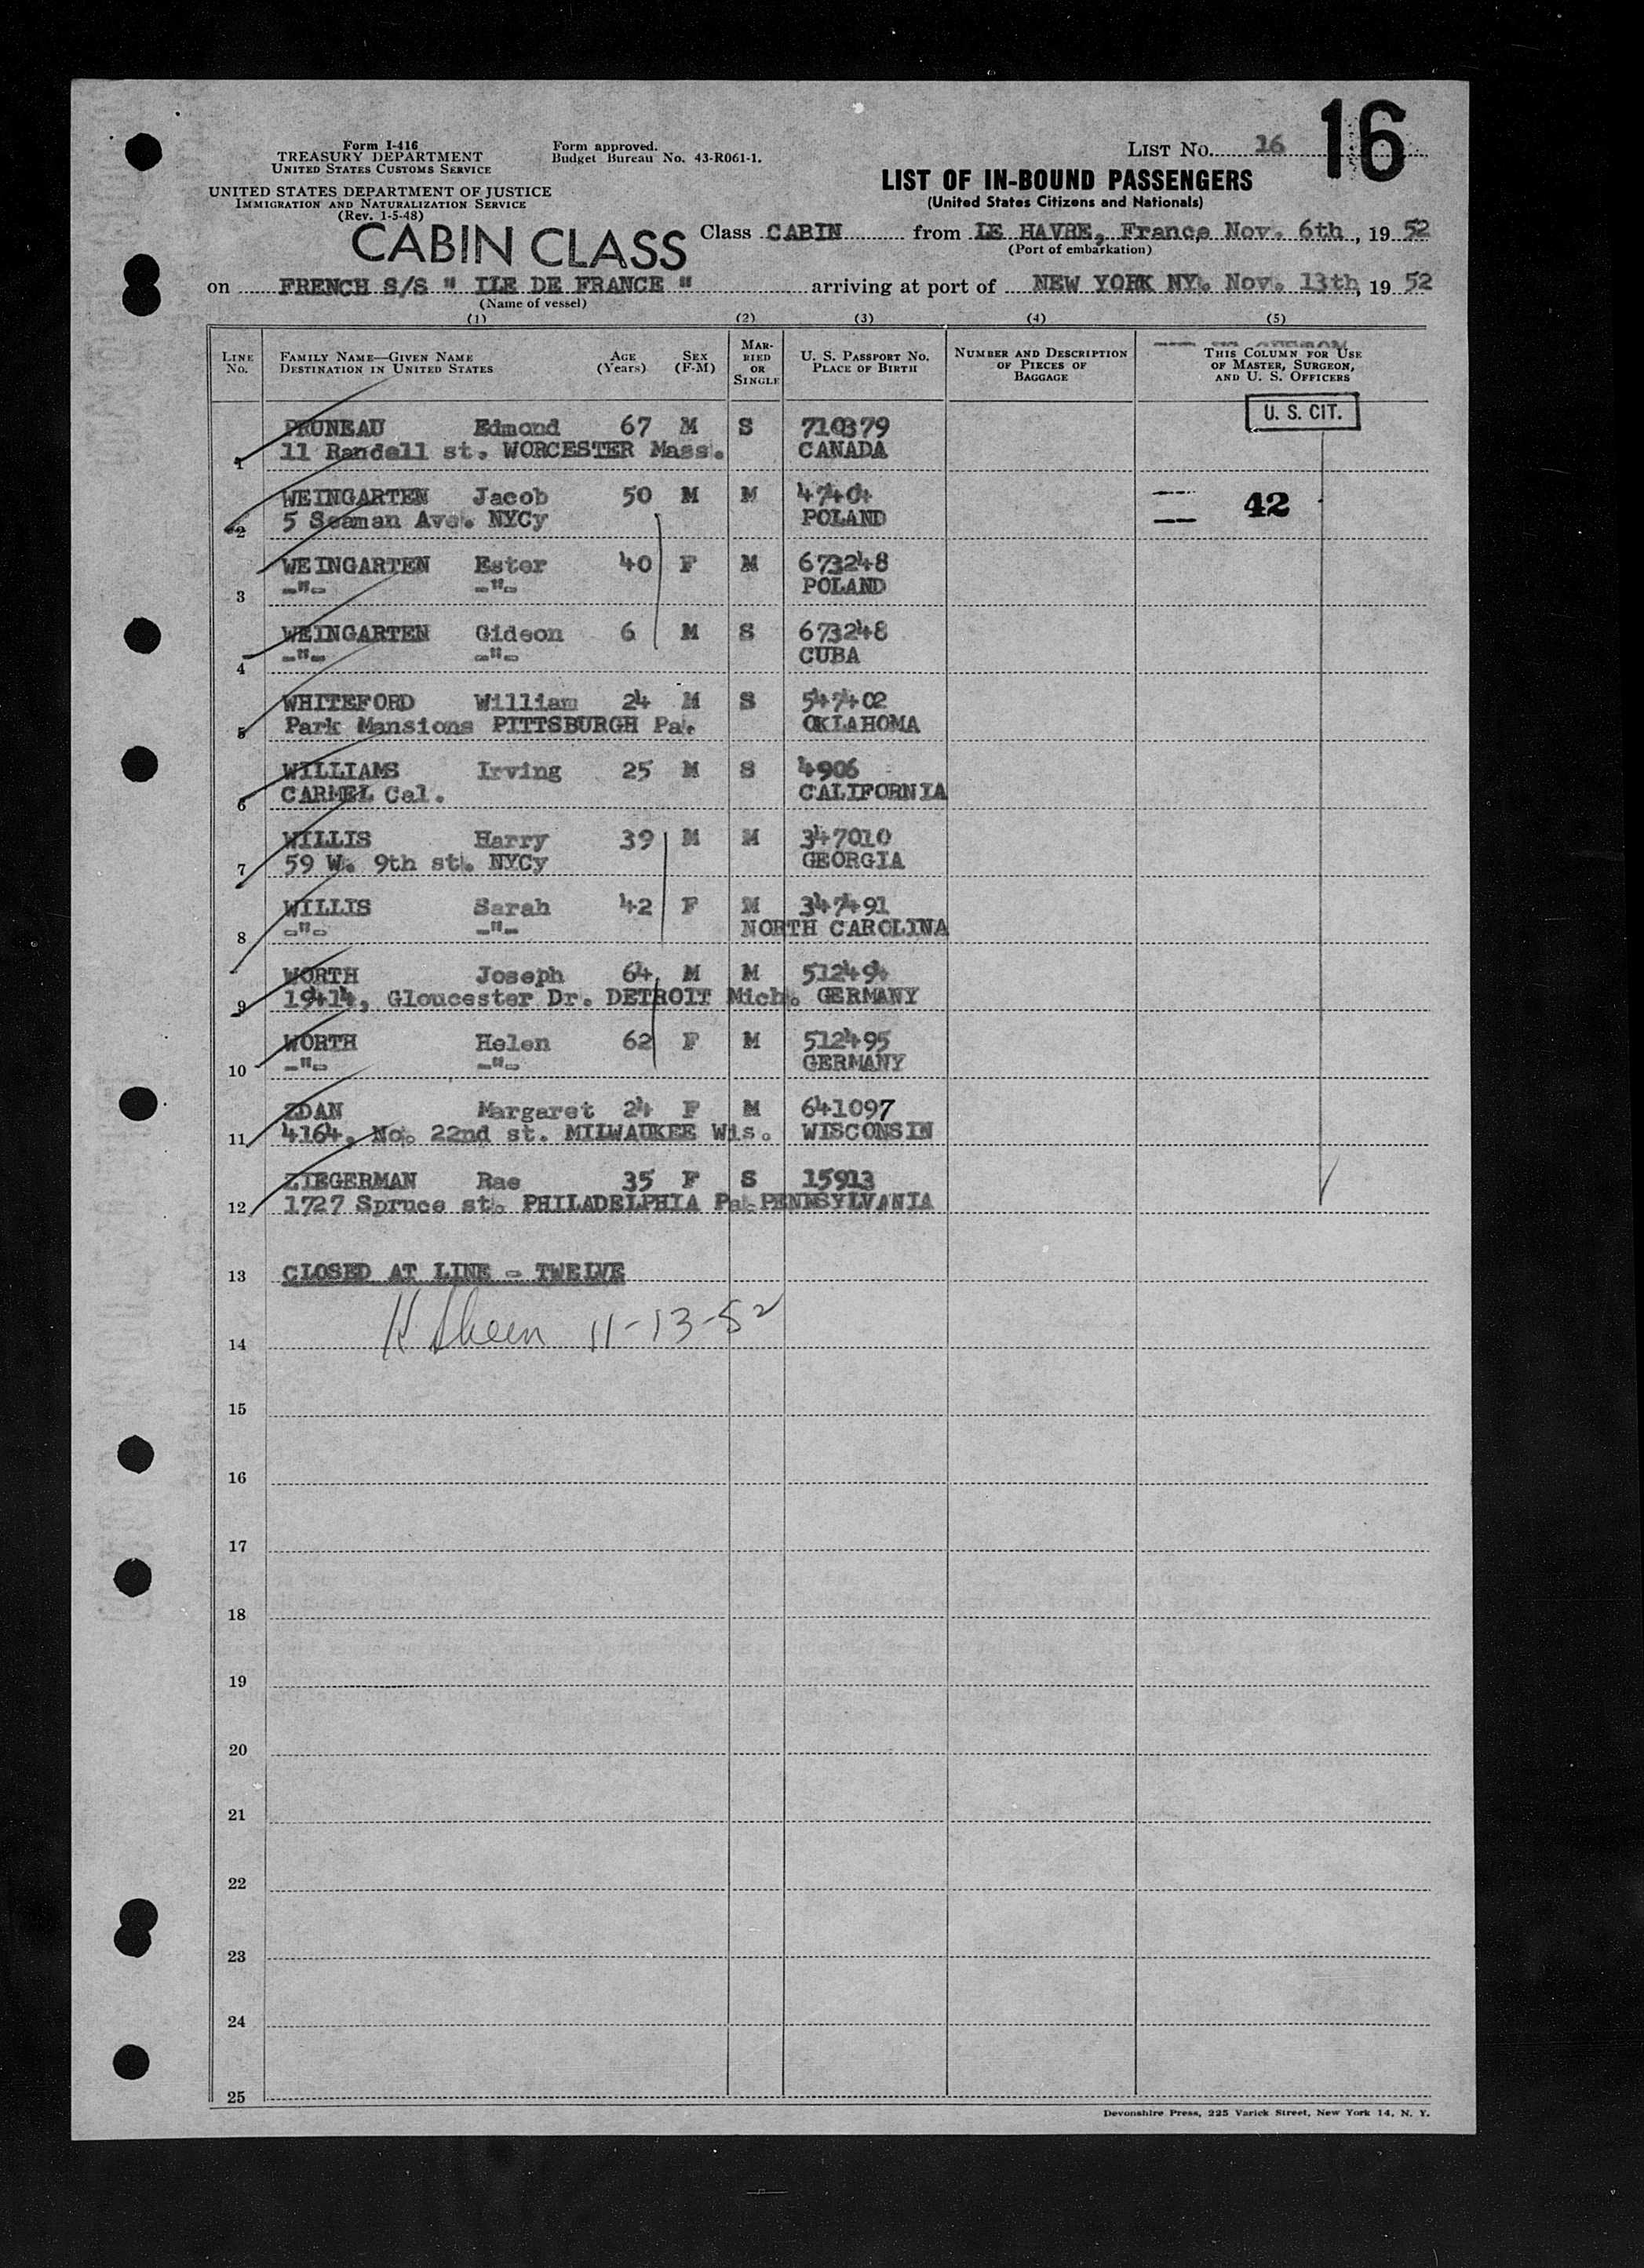 16
Form I-416
TREASURY DEPARTMENT
UNITED STATES CUSTOMS SERVICE
Form approved.
Budget Bureau No. 43-R061-1.
LIST NO. 16
UNITED STATES DEPARTMENT OF JUSTICE
IMMIGRATION AND NATURALIZATION SERVICE
(Rev. 1-5-48)
LIST OF IN-BOUND PASSENGERS
(United States Citizens and Nationals)
CABIN CLASS
Class CABIN from LE HAVRE, France, Nov. 6th, 19 52
(Port of embarkation)
on FRENCH S/S " ILE DE FRANCE " arriving at port of NEW YORK NY. Nov. 13th, 19 52
(Name of vessel)
(1) (2) (3) (4) (5)
LINE NO.
FAMILY NAME—GIVEN NAME
DESTINATION IN UNITED STATES
AGE (Years)
SEX (F-M)
MARRIED OR SINGLE
U. S. PASSPORT NO.
PLACE OF BIRTH
NUMBER AND DESCRIPTION OF PIECES OF BAGGAGE
THIS COLUMN FOR USE OF MASTER, SURGEON, AND U. S. OFFICERS
U. S. CIT.
PRUNEAU Edmond 67 M S 710379
1 11 Randall st. WORCESTER Mass. CANADA
WEINGARTEN Jacob 50 M M 47404
42
2 5 Seaman Ave. NYCy POLAND
WEINGARTEN Ester 40 F M 673248
3 -"- -"- POLAND
WEINGARTEN Gideon 6 M S 673248
4 -"- -"- CUBA
WHITEFORD William 24 M S 547402
5 Park Mansions PITTSBURGH Pa. OKLAHOMA
WILLIAMS Irving 25 M S 4906
6 CARMEL Cal. CALIFORNIA
WILLIS Harry 39 M M 347010
7 59 W. 9th st. NYCy GEORGIA
WILLIS Sarah 42 F M 347491
8 -"- -"- NORTH CAROLINA
WORTH Joseph 64 M M 512494
9 19414, Gloucester Dr. DETROIT Mich. GERMANY
WORTH Helen 62 F M 512495
10 -"- -"- GERMANY
ZDAN Margaret 24 F M 641097
11 4164, No. 22nd st. MILWAUKEE Wis. WISCONSIN
ZIEGERMAN Rae 35 F S 15913
12 1727 Spruce st. PHILADELPHIA Pa. PENNSYLVANIA
13 CLOSED AT LINE - TWELVE
14 11-13-52
15
16
17
18
19
20
21
22
23
24
25
Devonshire Press, 225 Varick Street, New York 14, N. Y.